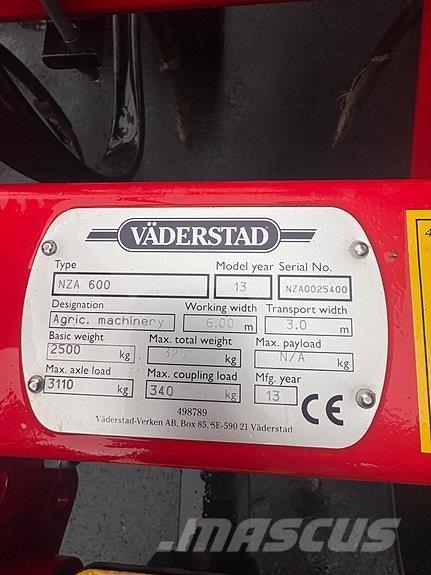 VÄDERSTAD
Type Model year Serial No.
NZA 600 13 NZA0025400
Designation Working width Transport width
Agric. machinery 6.00 m 3.0 m
Basic weight Max. total weight Max. payload
2500 kg kg N/A kg
Max. axle load Max. coupling load Mfg. year
3110 kg 340 kg 13 CE
498789
Väderstad-Verken AB, Box 85, SE-590 21 Väderstad
4
MASCUS